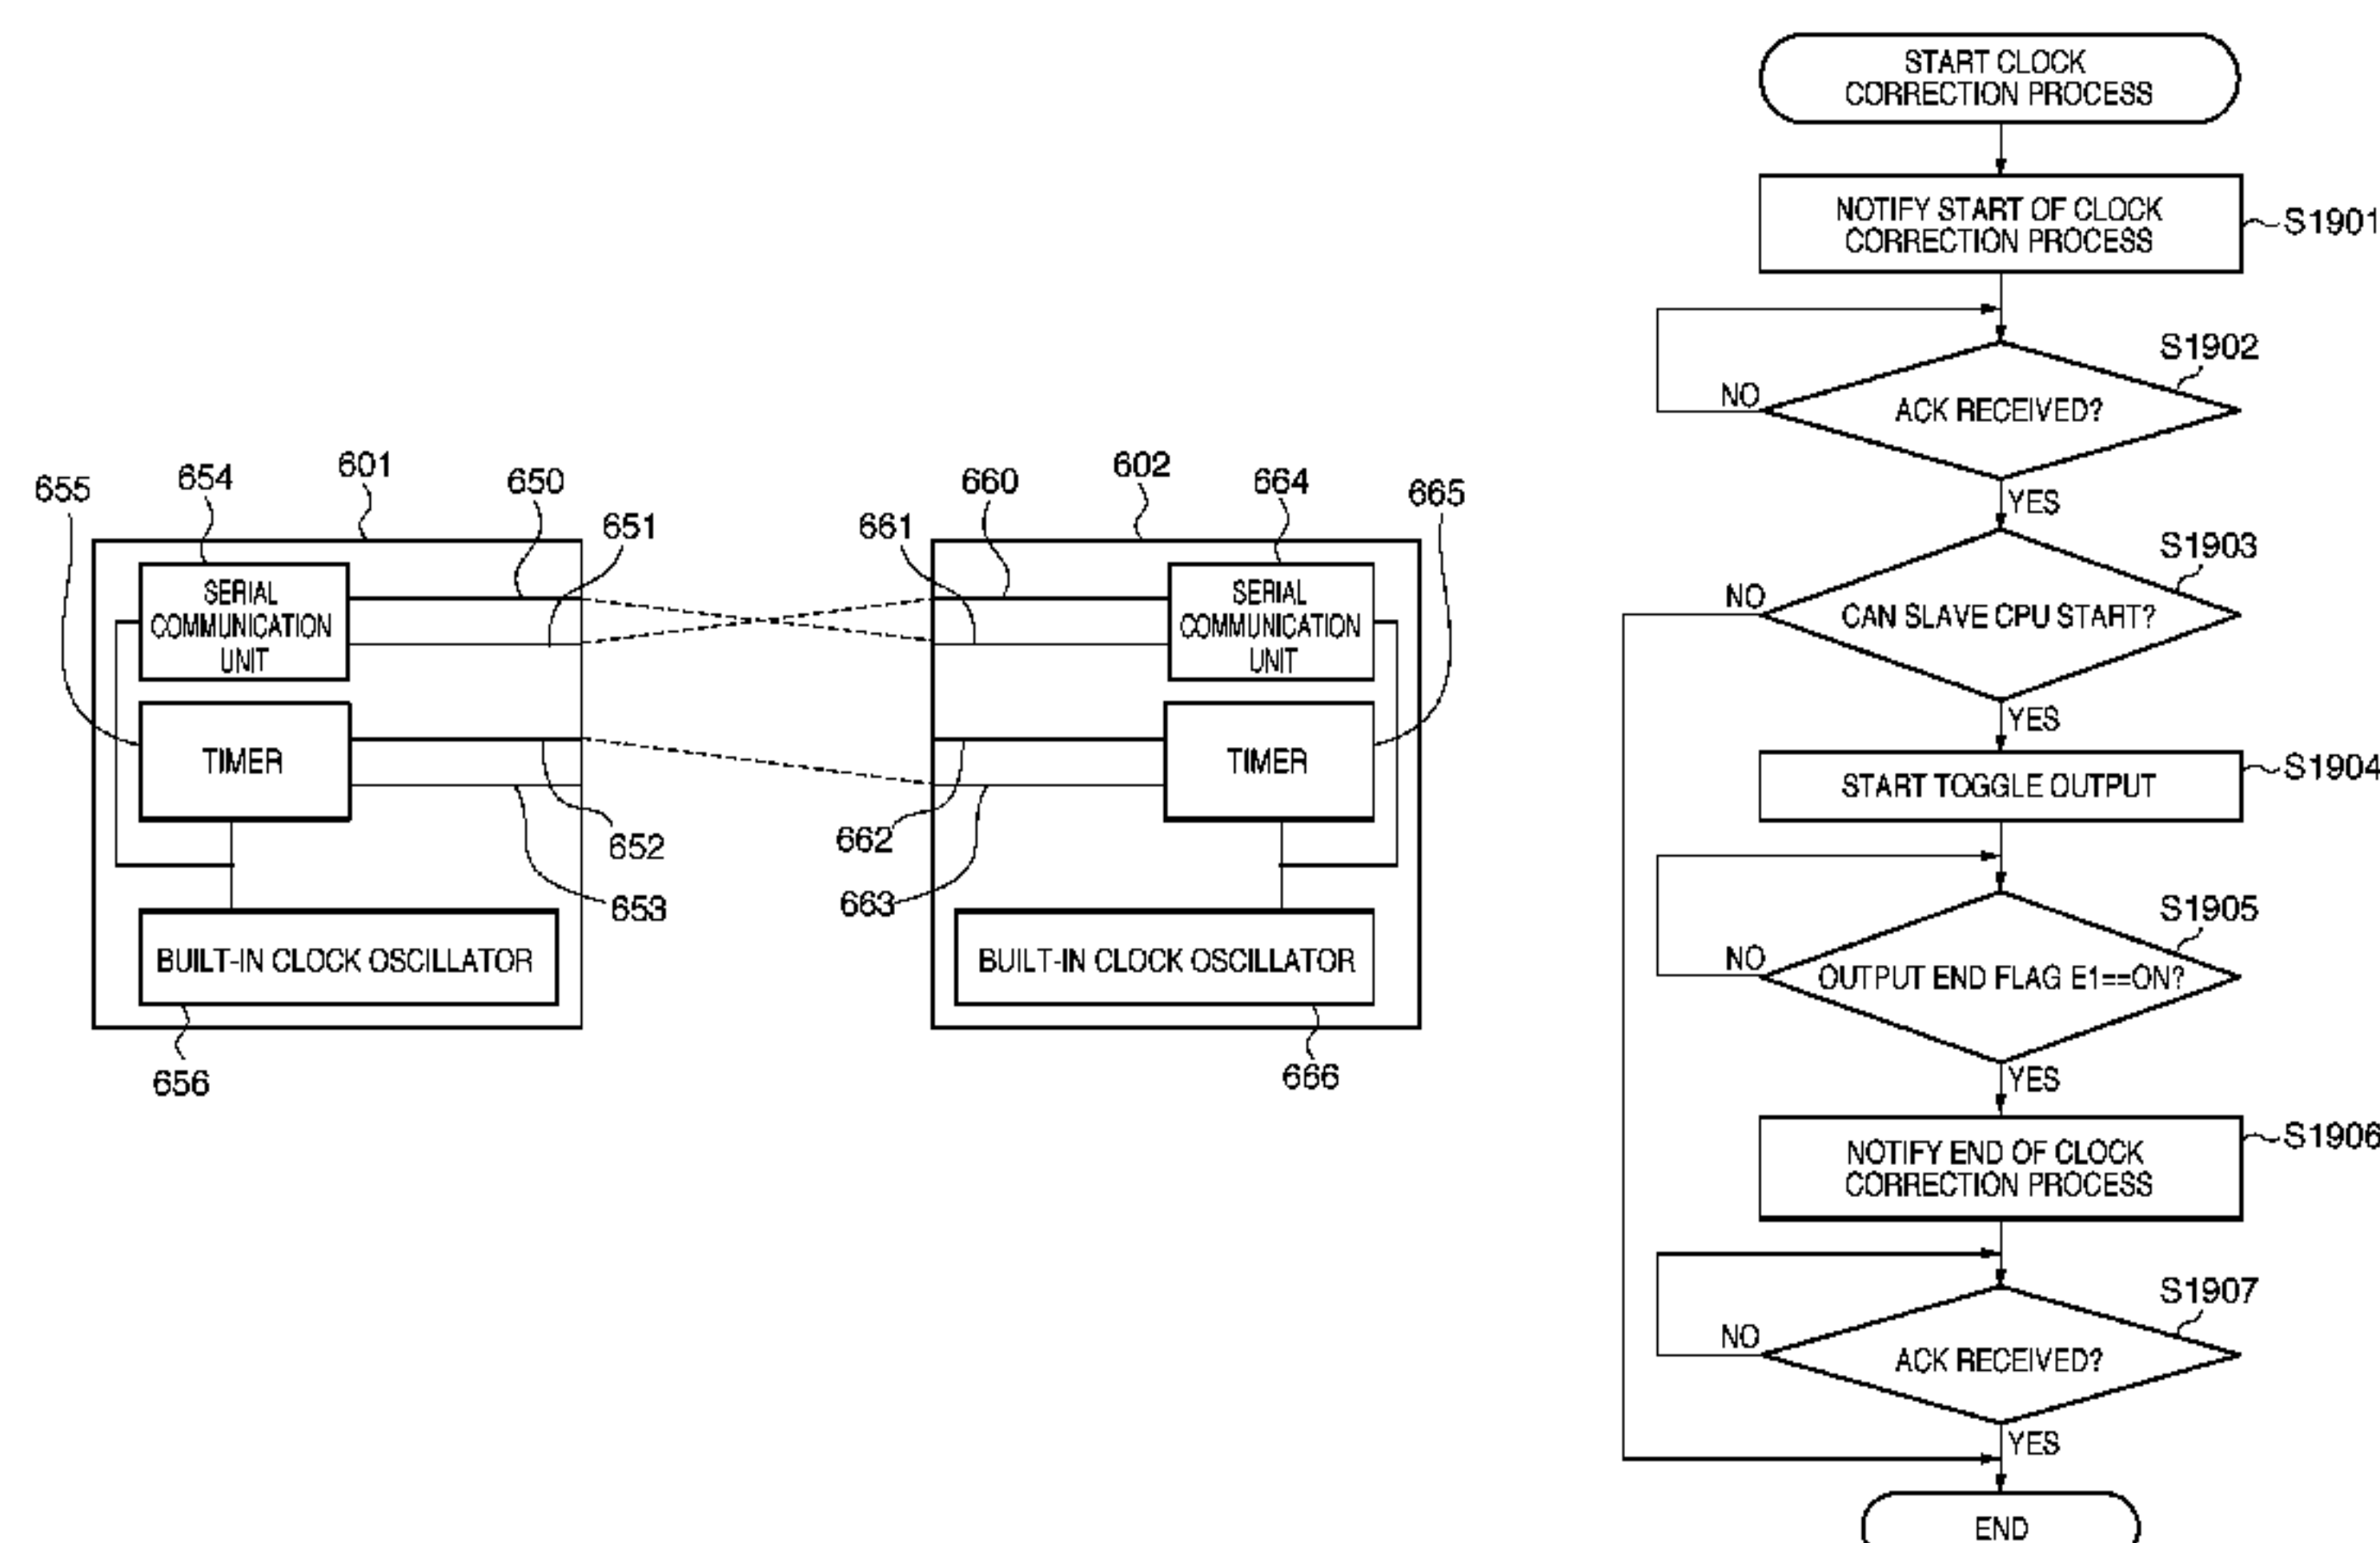 601
602
654
650
655
651
660
664
665
661
SERIAL
COMMUNICATION
UNIT
SERIAL
COMMUNICATION
UNIT
TIMER
TIMER
652
653
662
663
BUILT-IN CLOCK OSCILLATOR
BUILT-IN CLOCK OSCILLATOR
656
666
START CLOCK
CORRECTION PROCESS
NOTIFY START OF CLOCK
CORRECTION PROCESS
S1901
S1902
ACK RECEIVED?
NO
YES
S1903
CAN SLAVE CPU START?
NO
YES
START TOGGLE OUTPUT
S1904
S1905
OUTPUT END FLAG E1==ON?
NO
YES
NOTIFY END OF CLOCK
CORRECTION PROCESS
S1906
S1907
ACK RECEIVED?
NO
YES
END